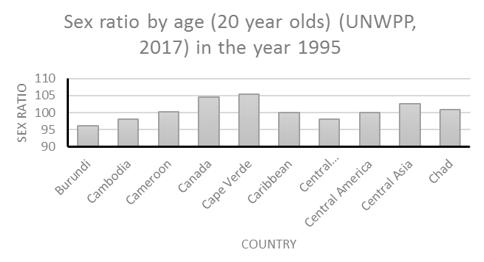 Sex ratio by age (20 year olds) (UNWPP,
2017) in the year 1995
110
105
100
95
90
SEX RATIO
Burundi
Cambodia
Cameroon
Canada
Cape Verde
Caribbean
Central...
Central America
Central Asia
Chad
COUNTRY